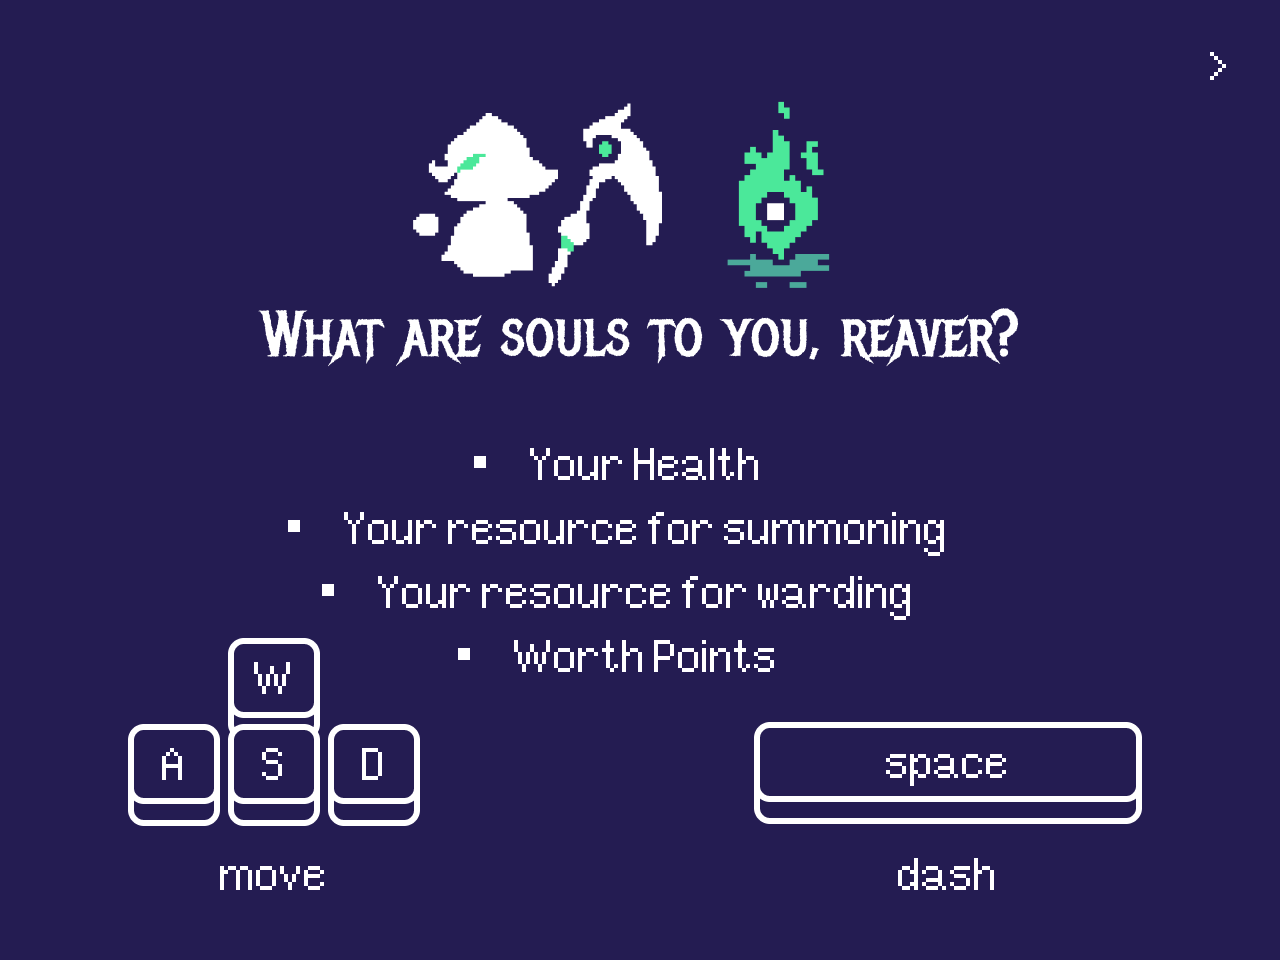 >
What are souls to you, reaver?
▪ Your Health
▪ Your resource for summoning
▪ Your resource for warding
▪ Worth Points
W
A S D
space
move
dash